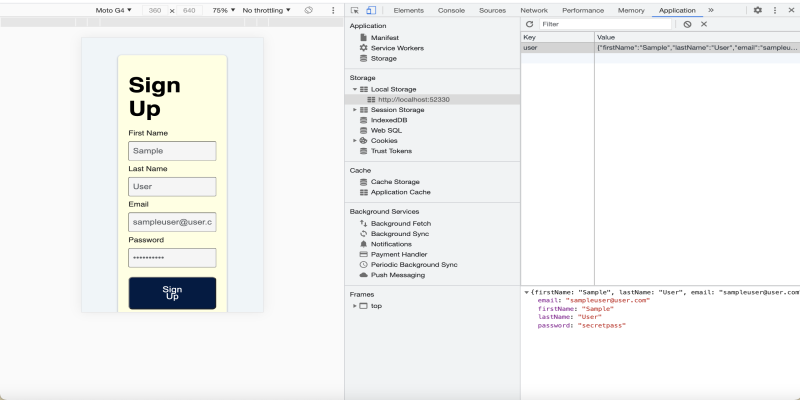 Moto G4 ▼ 360 × 640 75% ▼ No throttling ▼
Sign
Up
First Name
Sample
Last Name
User
Email
sampleuser@user.c
Password
**********
Sign
Up
Elements Console Sources Network Performance Memory Application »
Application
Manifest
Service Workers
Storage
Storage
Local Storage
http://localhost:52330
Session Storage
IndexedDB
Web SQL
Cookies
Trust Tokens
Cache
Cache Storage
Application Cache
Background Services
Background Fetch
Background Sync
Notifications
Payment Handler
Periodic Background Sync
Push Messaging
Frames
top
Filter
Key Value
user {"firstName":"Sample","lastName":"User","email":"sampleu...
{firstName: "Sample", lastName: "User", email: "sampleuser@user.com
email: "sampleuser@user.com"
firstName: "Sample"
lastName: "User"
password: "secretpass"